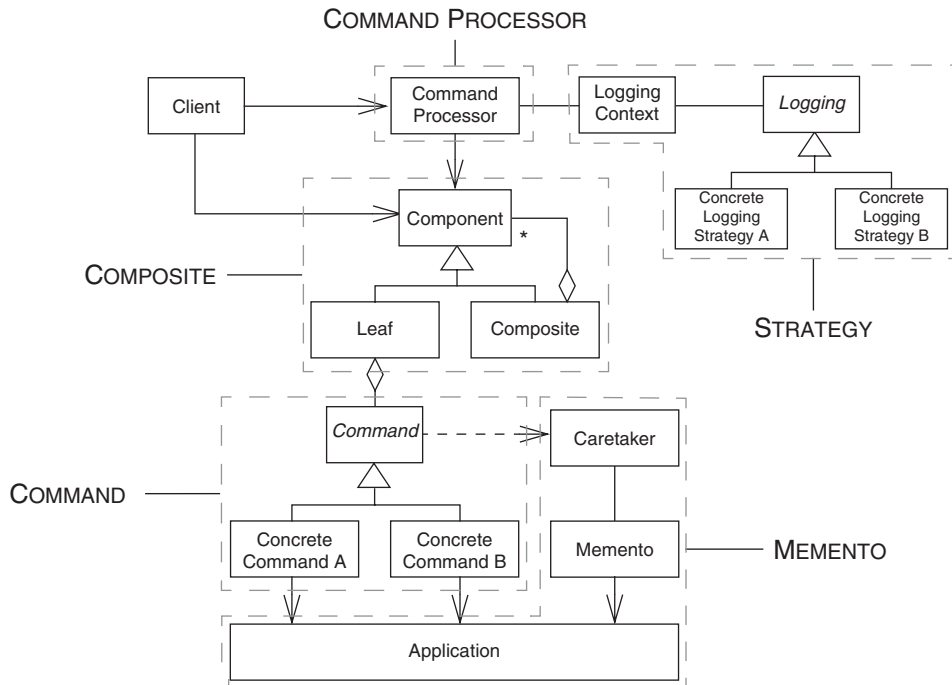 COMMAND PROCESSOR
Client
Command
Processor
Logging
Context
Logging
Concrete
Logging
Strategy A
Concrete
Logging
Strategy B
Component
*
COMPOSITE
Leaf
Composite
STRATEGY
Command
Caretaker
COMMAND
Concrete
Command A
Concrete
Command B
Memento
MEMENTO
Application